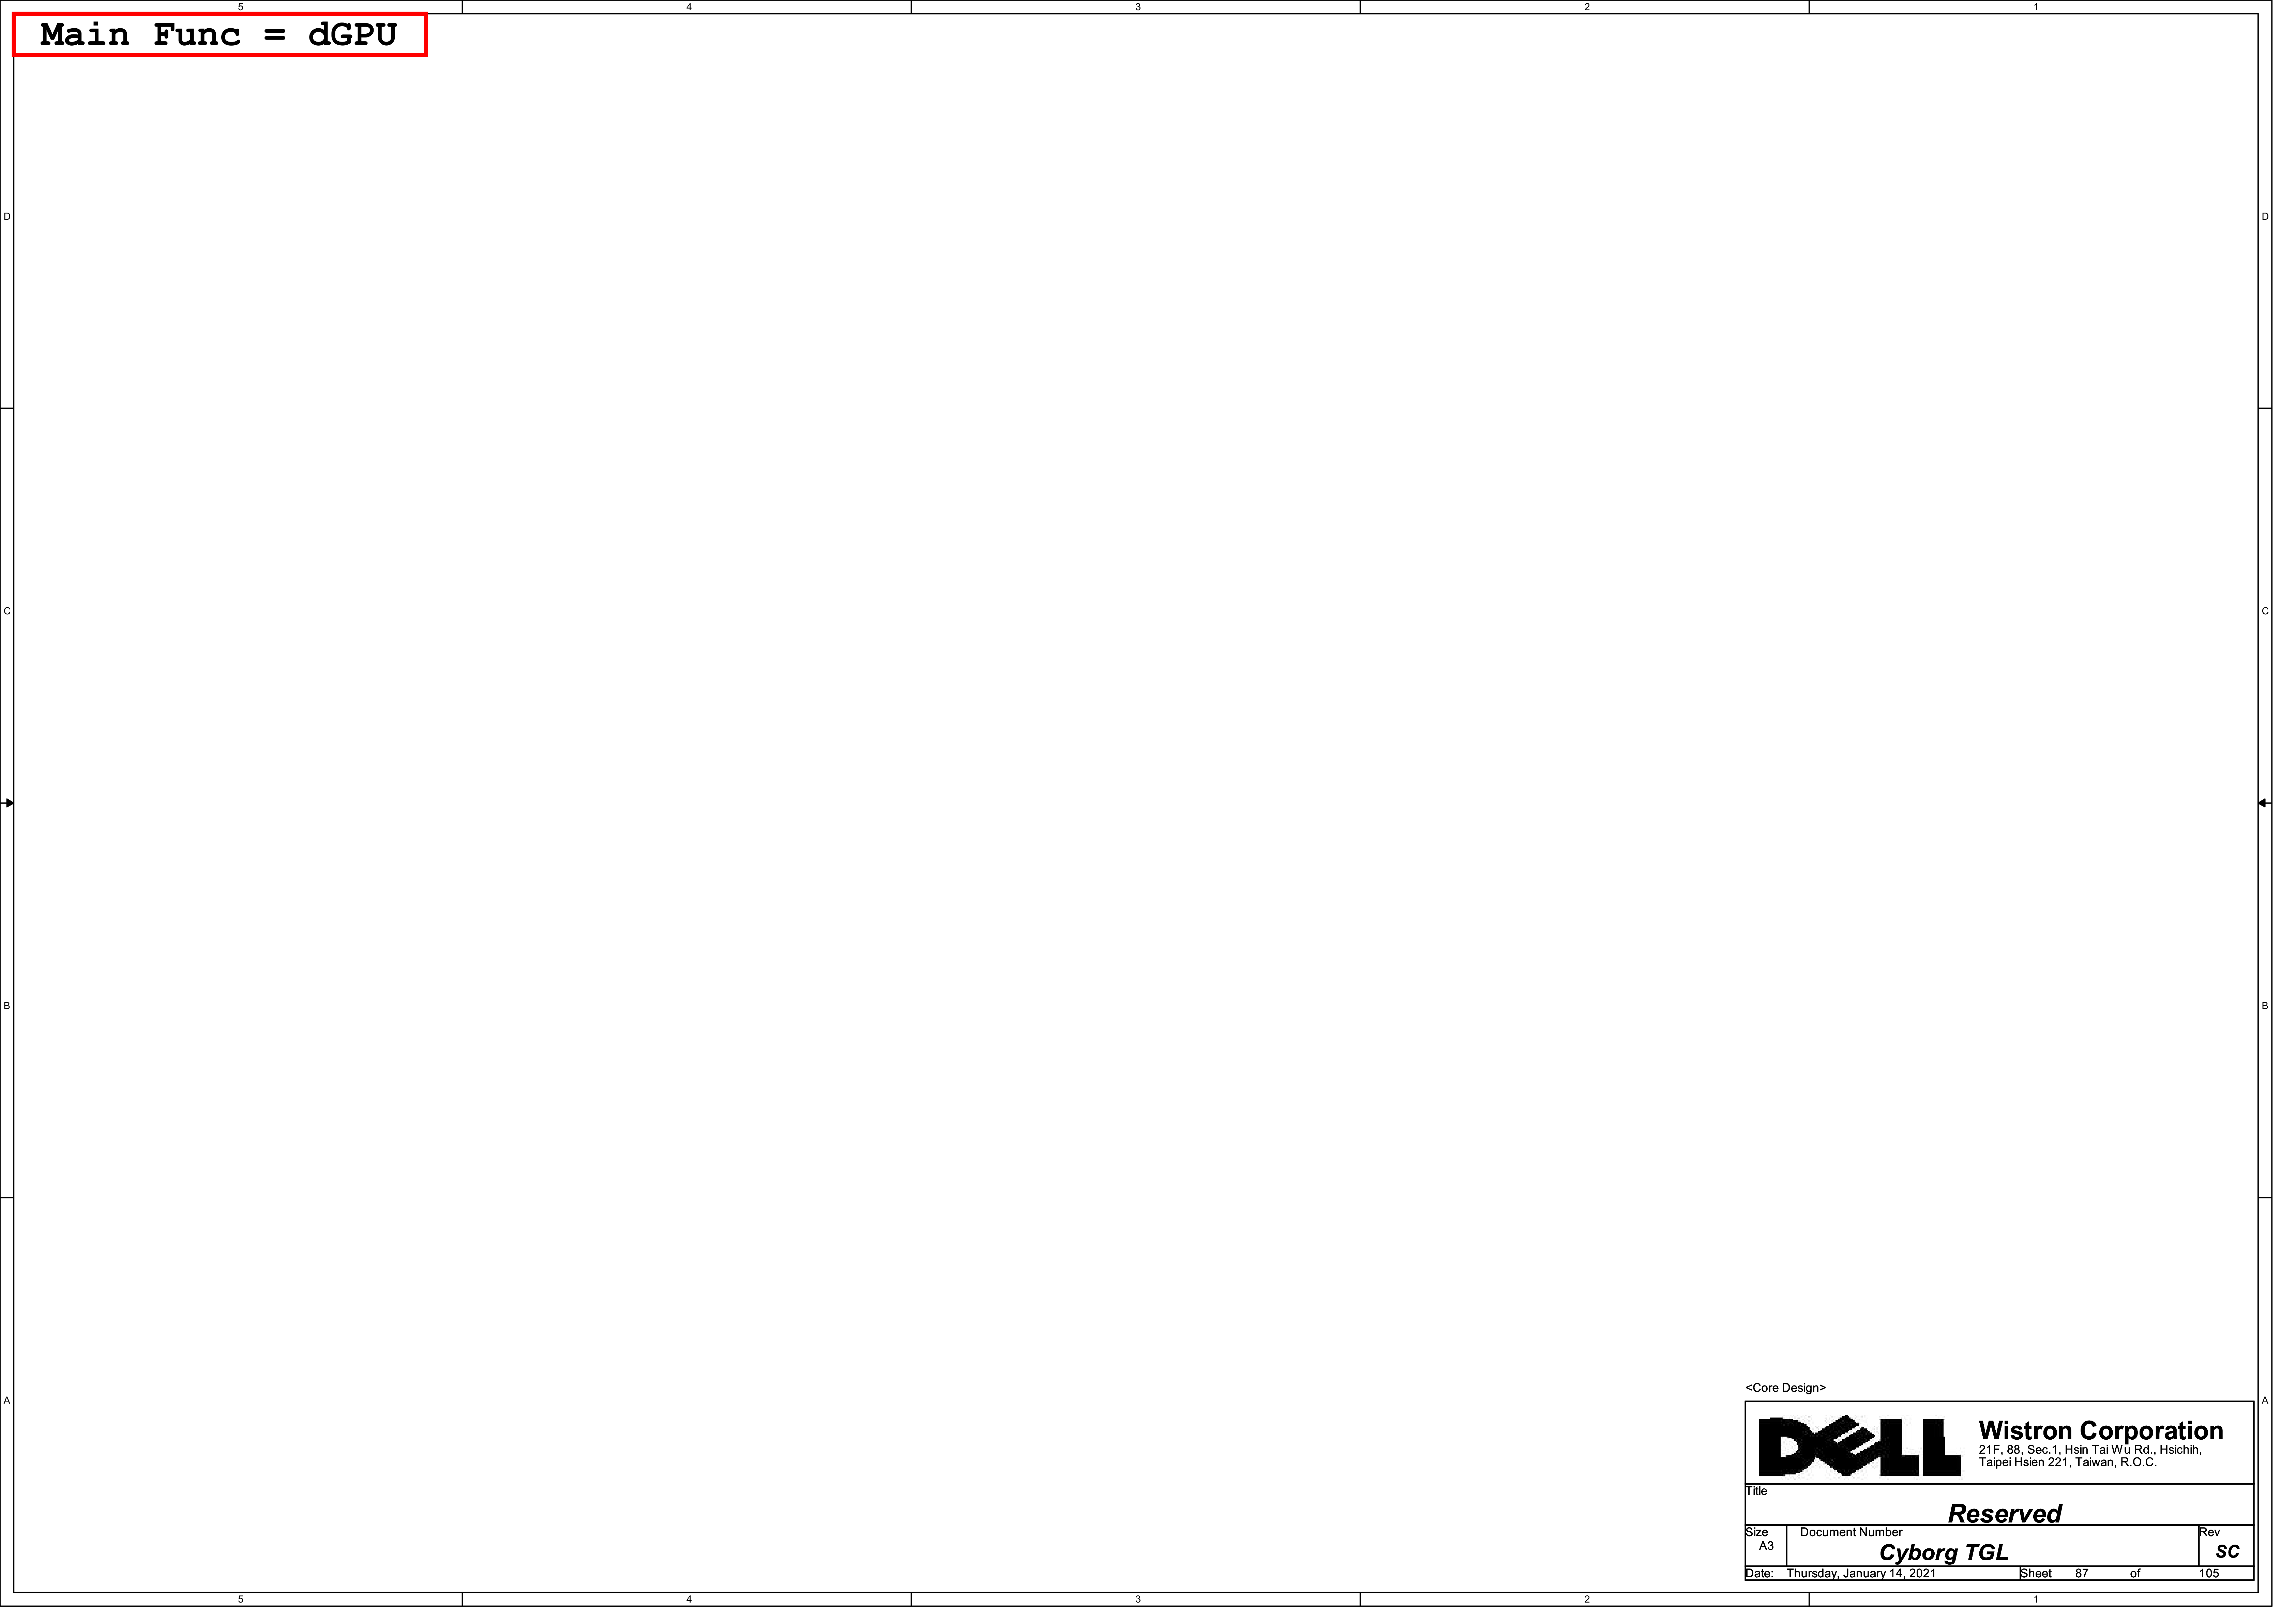 5 4 3 2 1
Main Func = dGPU
D D
C C
B B
A A
<Core Design>
DELL
Wistron Corporation
21F, 88, Sec.1, Hsin Tai Wu Rd., Hsichih,
Taipei Hsien 221, Taiwan, R.O.C.
Title
Reserved
Size Document Number Rev
A3 Cyborg TGL SC
Date: Thursday, January 14, 2021 Sheet 87 of 105
5 4 3 2 1